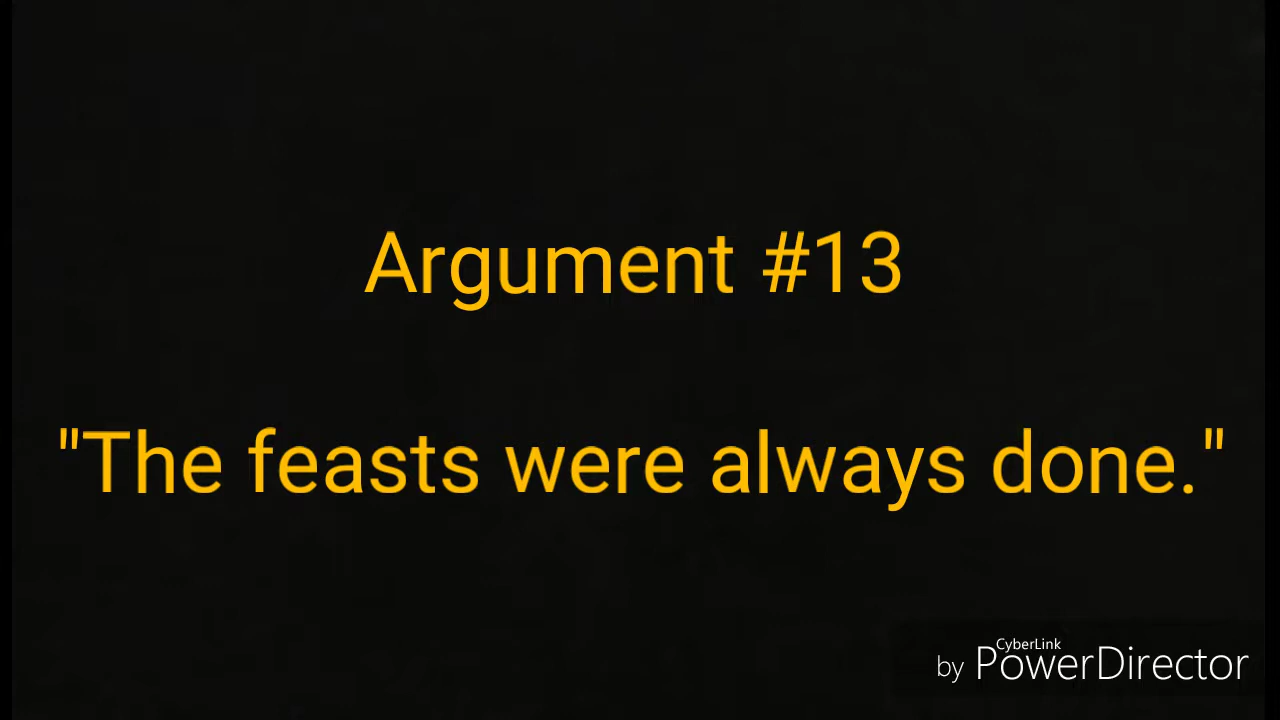 Argument #13
"The feasts were always done."
CyberLink
by PowerDirector